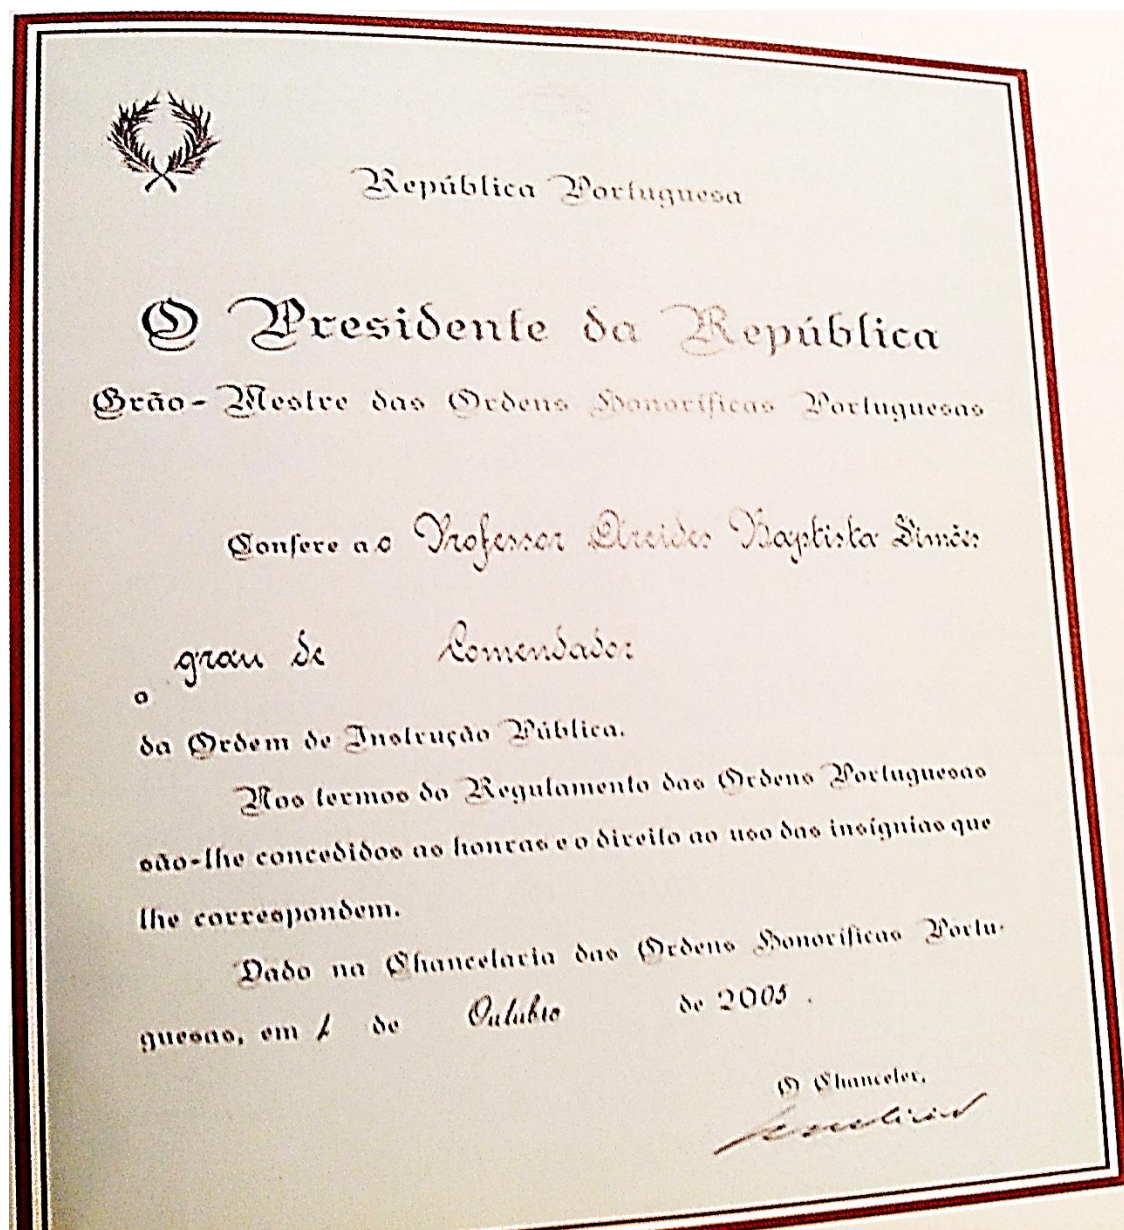 República Portuguesa
O Presidente da República
Grão-Mestre das Ordens Honoríficas Portuguesas
Confere ao Professor Alcides Baptista Simões
o grau de Comendador
da Ordem de Instrução Pública.
Nos termos do Regulamento das Ordens Portuguesas
são-lhe concedidos as honras e o direito ao uso das insígnias que
lhe correspondem.
Dado na Chancelaria das Ordens Honoríficas Portu-
guesas, em 1 de Outubro de 2005.
O Chanceler,